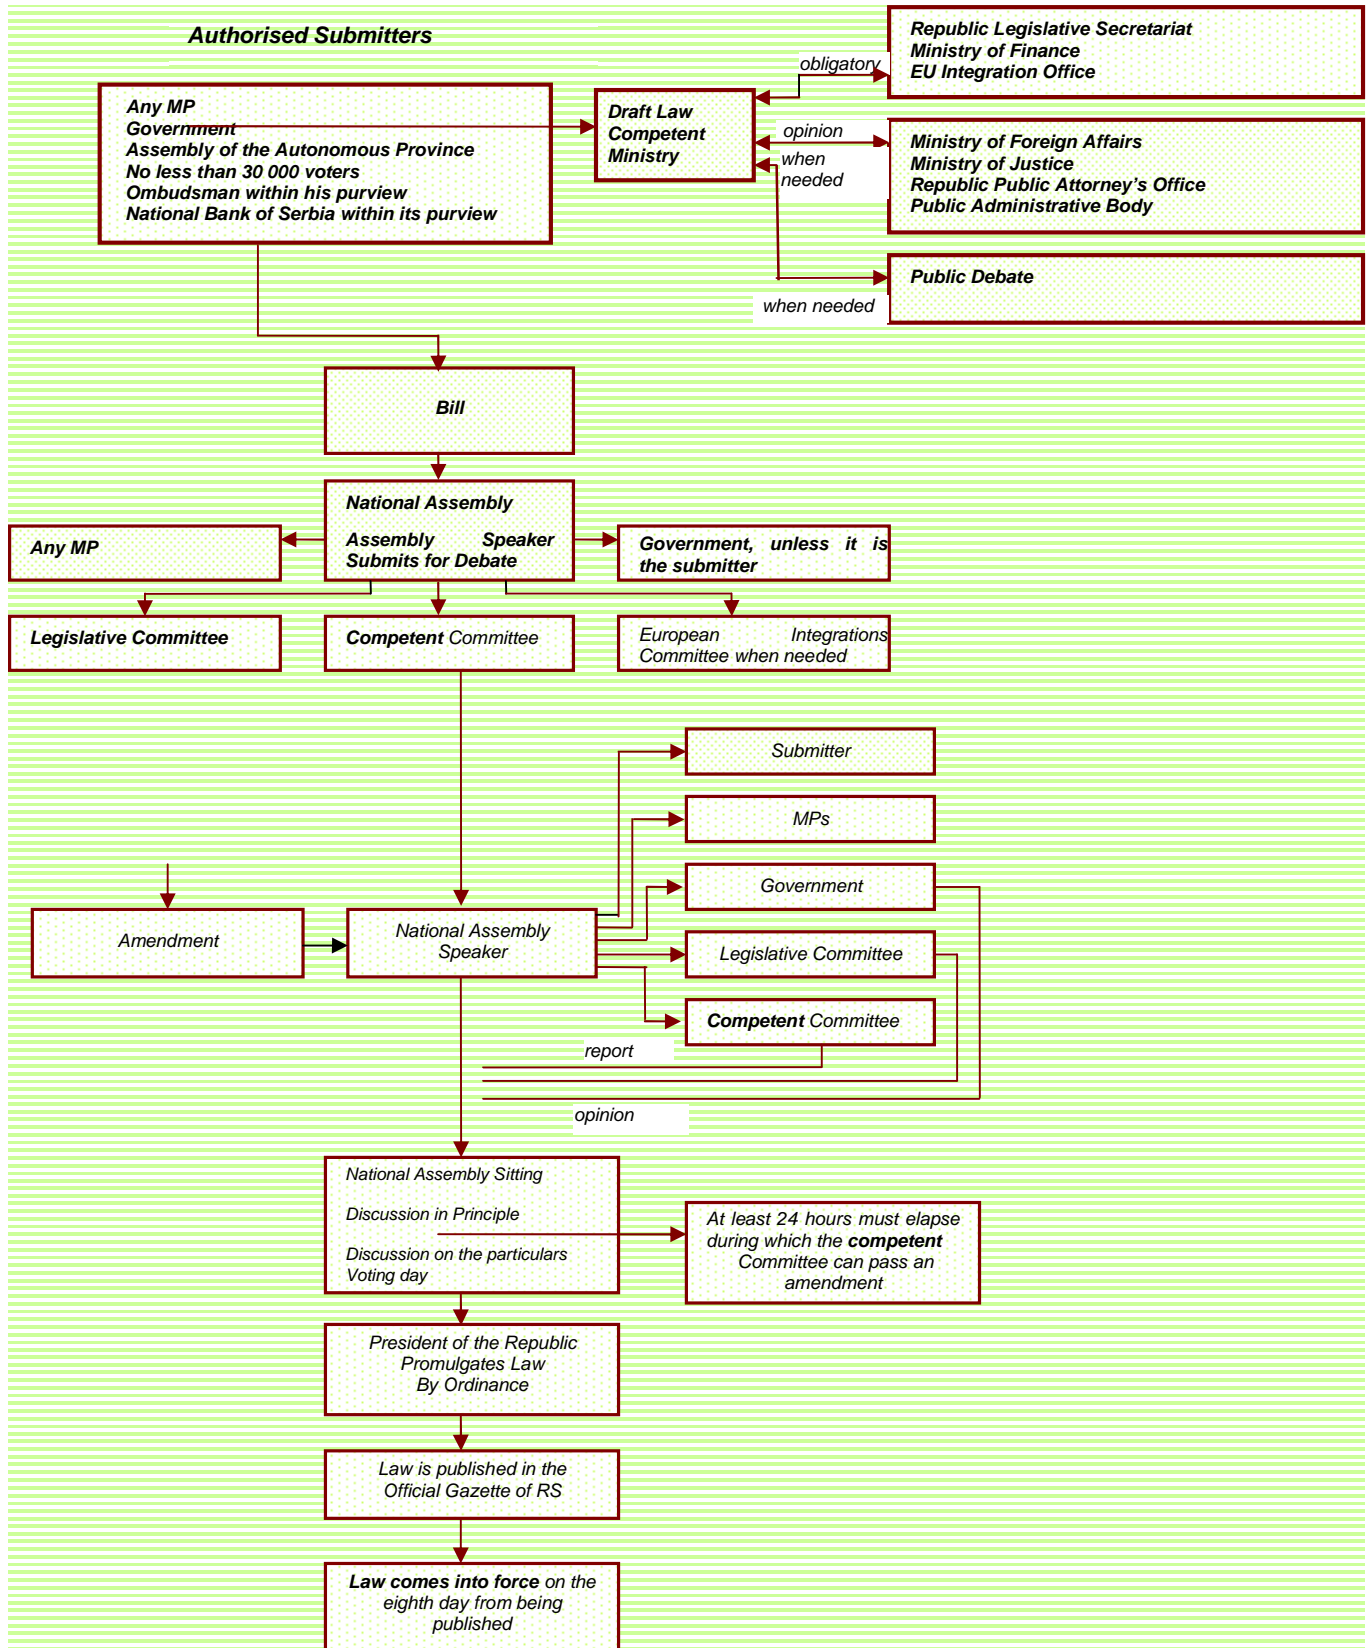 Authorised Submitters
Republic Legislative Secretariat
Ministry of Finance
EU Integration Office
obligatory
Any MP
Government
Assembly of the Autonomous Province
No less than 30 000 voters
Ombudsman within his purview
National Bank of Serbia within its purview
Draft Law
Competent
Ministry
opinion
when
needed
Ministry of Foreign Affairs
Ministry of Justice
Republic Public Attorney's Office
Public Administrative Body
Public Debate
when needed
Bill
National Assembly
Assembly Speaker
Submits for Debate
Any MP
Government, unless it is
the submitter
Legislative Committee
Competent Committee
European Integrations
Committee when needed
Submitter
MPs
Government
Amendment
National Assembly
Speaker
Legislative Committee
Competent Committee
report
opinion
National Assembly Sitting
Discussion in Principle
Discussion on the particulars
Voting day
At least 24 hours must elapse
during which the competent
Committee can pass an
amendment
President of the Republic
Promulgates Law
By Ordinance
Law is published in the
Official Gazette of RS
Law comes into force on the
eighth day from being
published